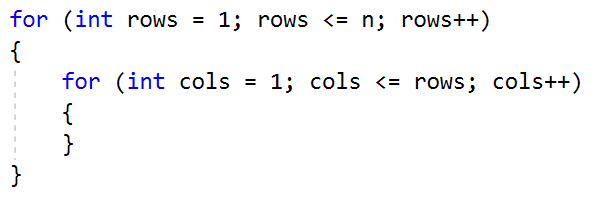 for (int rows = 1; rows <= n; rows++)
{
    for (int cols = 1; cols <= rows; cols++)
    {
    }
}